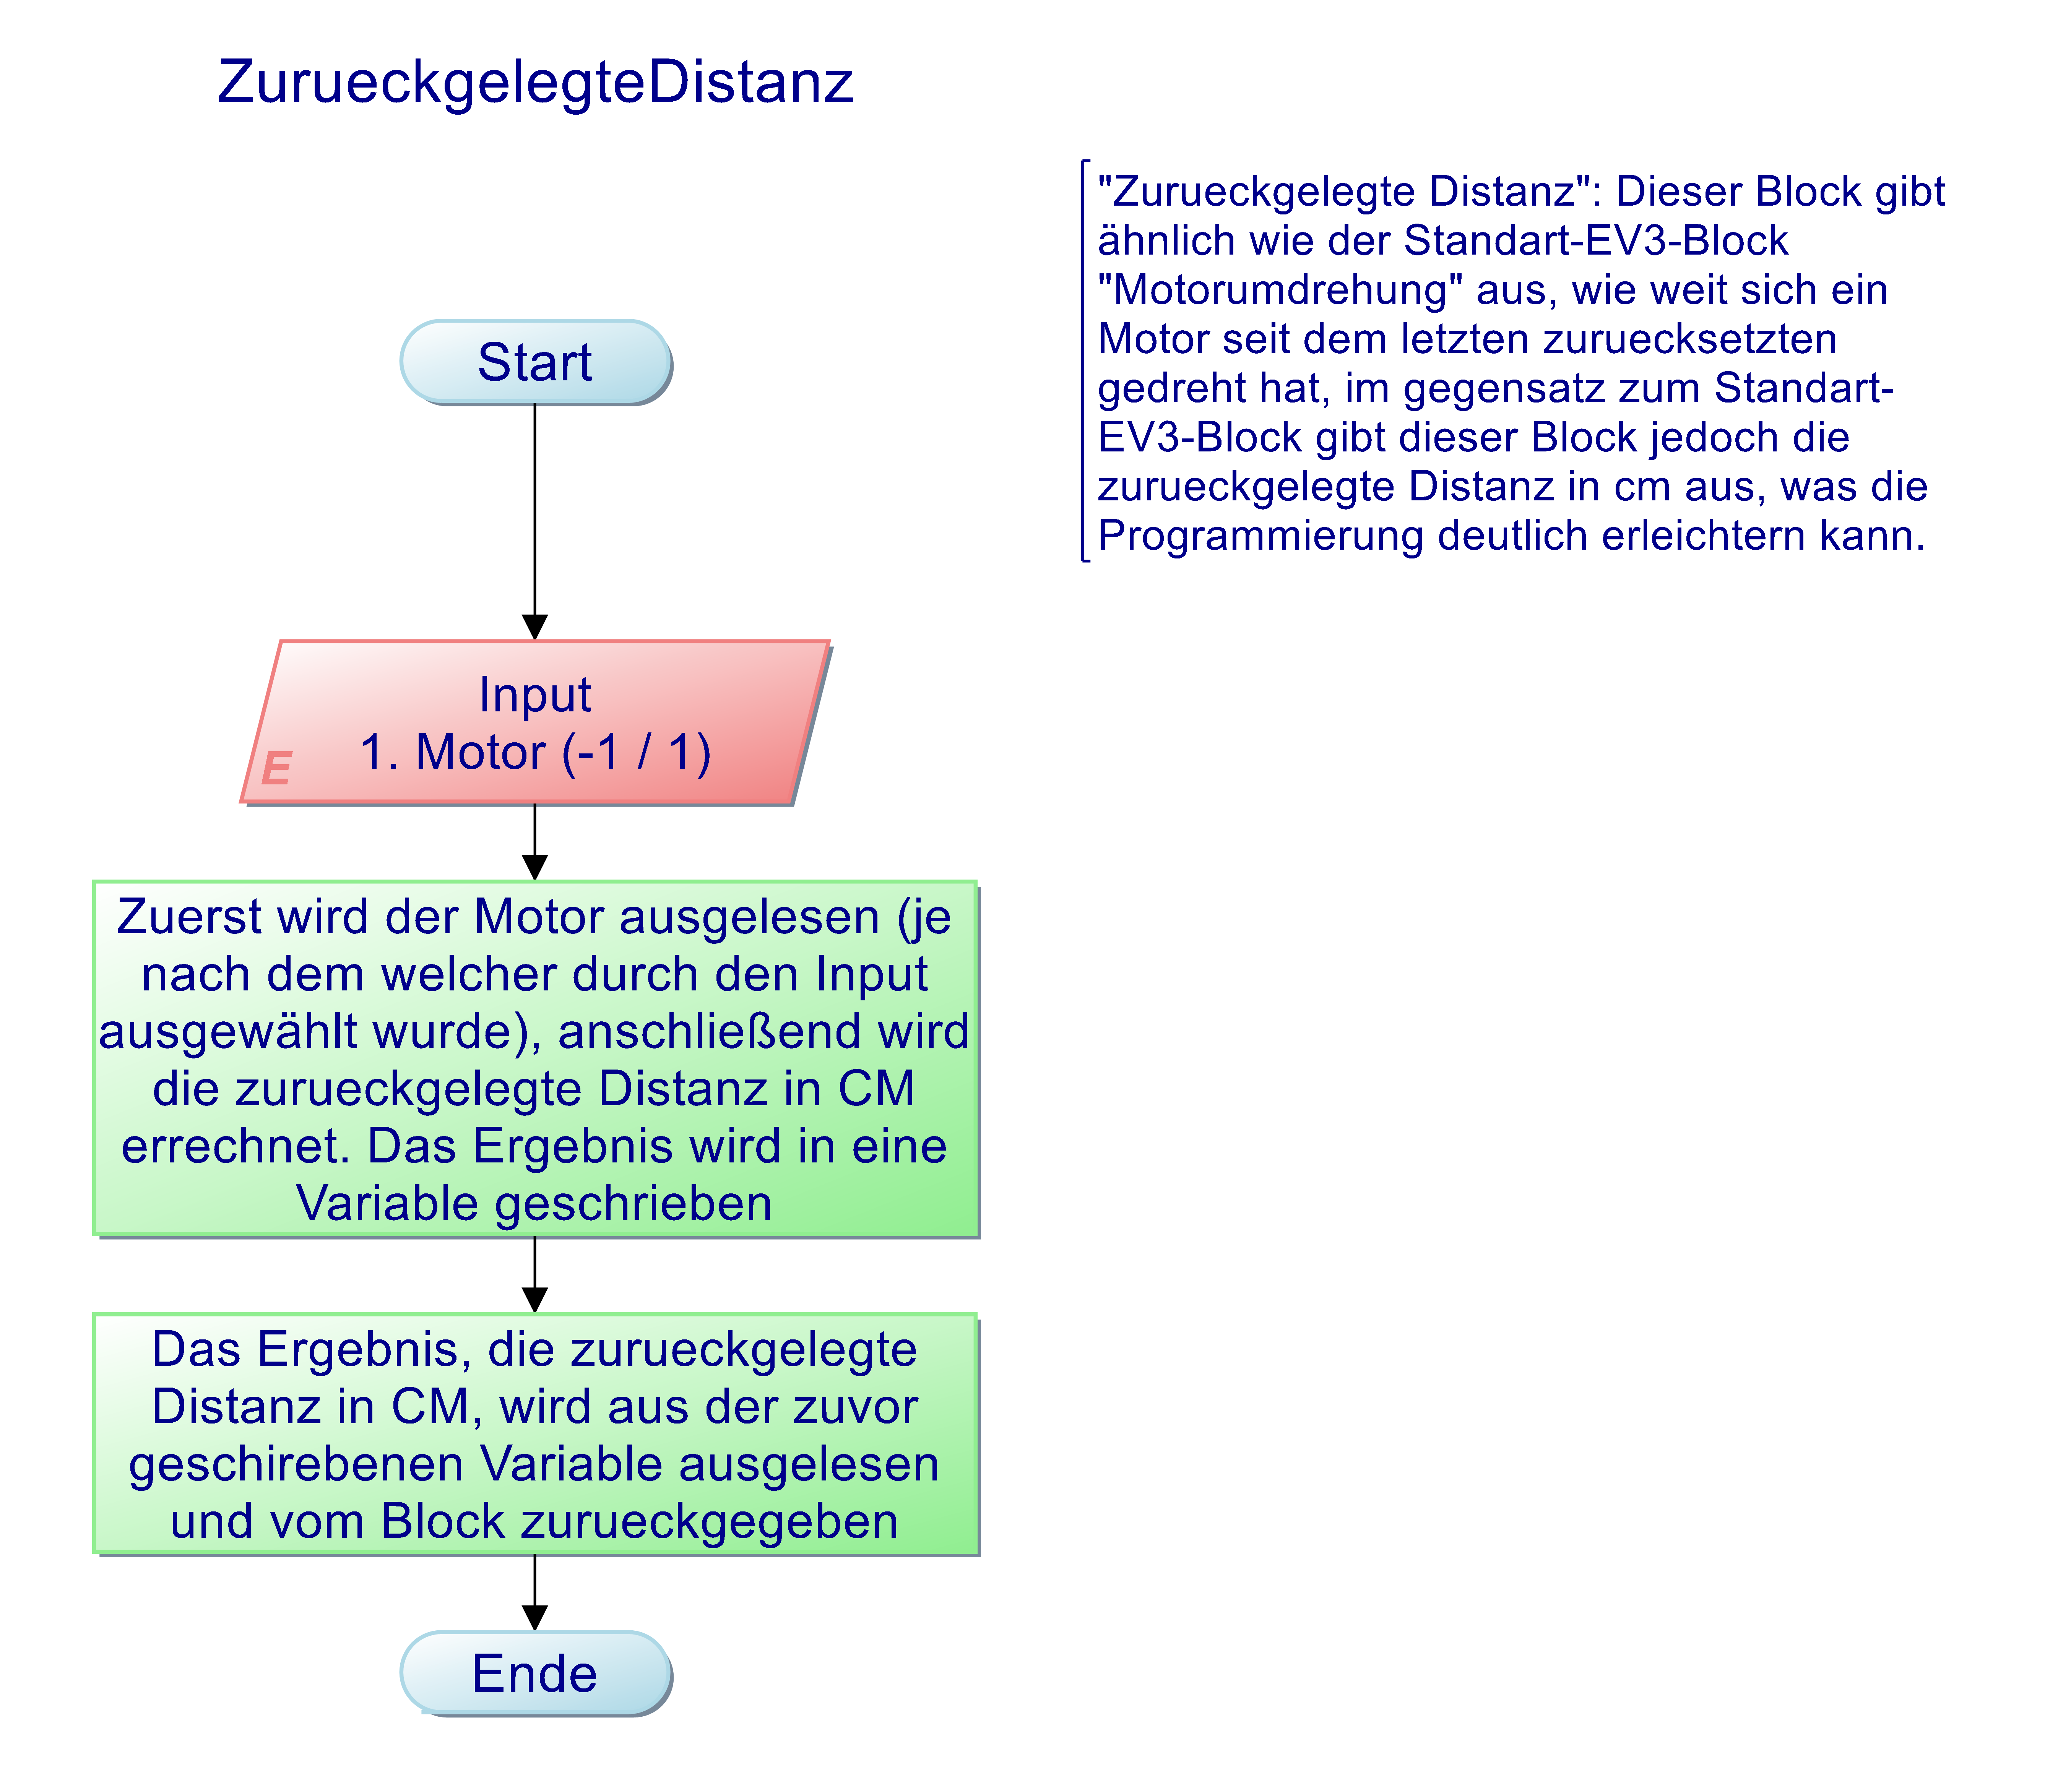 ZurueckgelegteDistanz
"Zurueckgelegte Distanz": Dieser Block gibt
ähnlich wie der Standart-EV3-Block
"Motorumdrehung" aus, wie weit sich ein
Motor seit dem letzten zuruecksetzten
gedreht hat, im gegensatz zum Standart-
EV3-Block gibt dieser Block jedoch die
zurueckgelegte Distanz in cm aus, was die
Programmierung deutlich erleichtern kann.
Start
Input
1. Motor (-1 / 1)
E
Zuerst wird der Motor ausgelesen (je
nach dem welcher durch den Input
ausgewählt wurde), anschließend wird
die zurueckgelegte Distanz in CM
errechnet. Das Ergebnis wird in eine
Variable geschrieben
Das Ergebnis, die zurueckgelegte
Distanz in CM, wird aus der zuvor
geschirebenen Variable ausgelesen
und vom Block zurueckgegeben
Ende